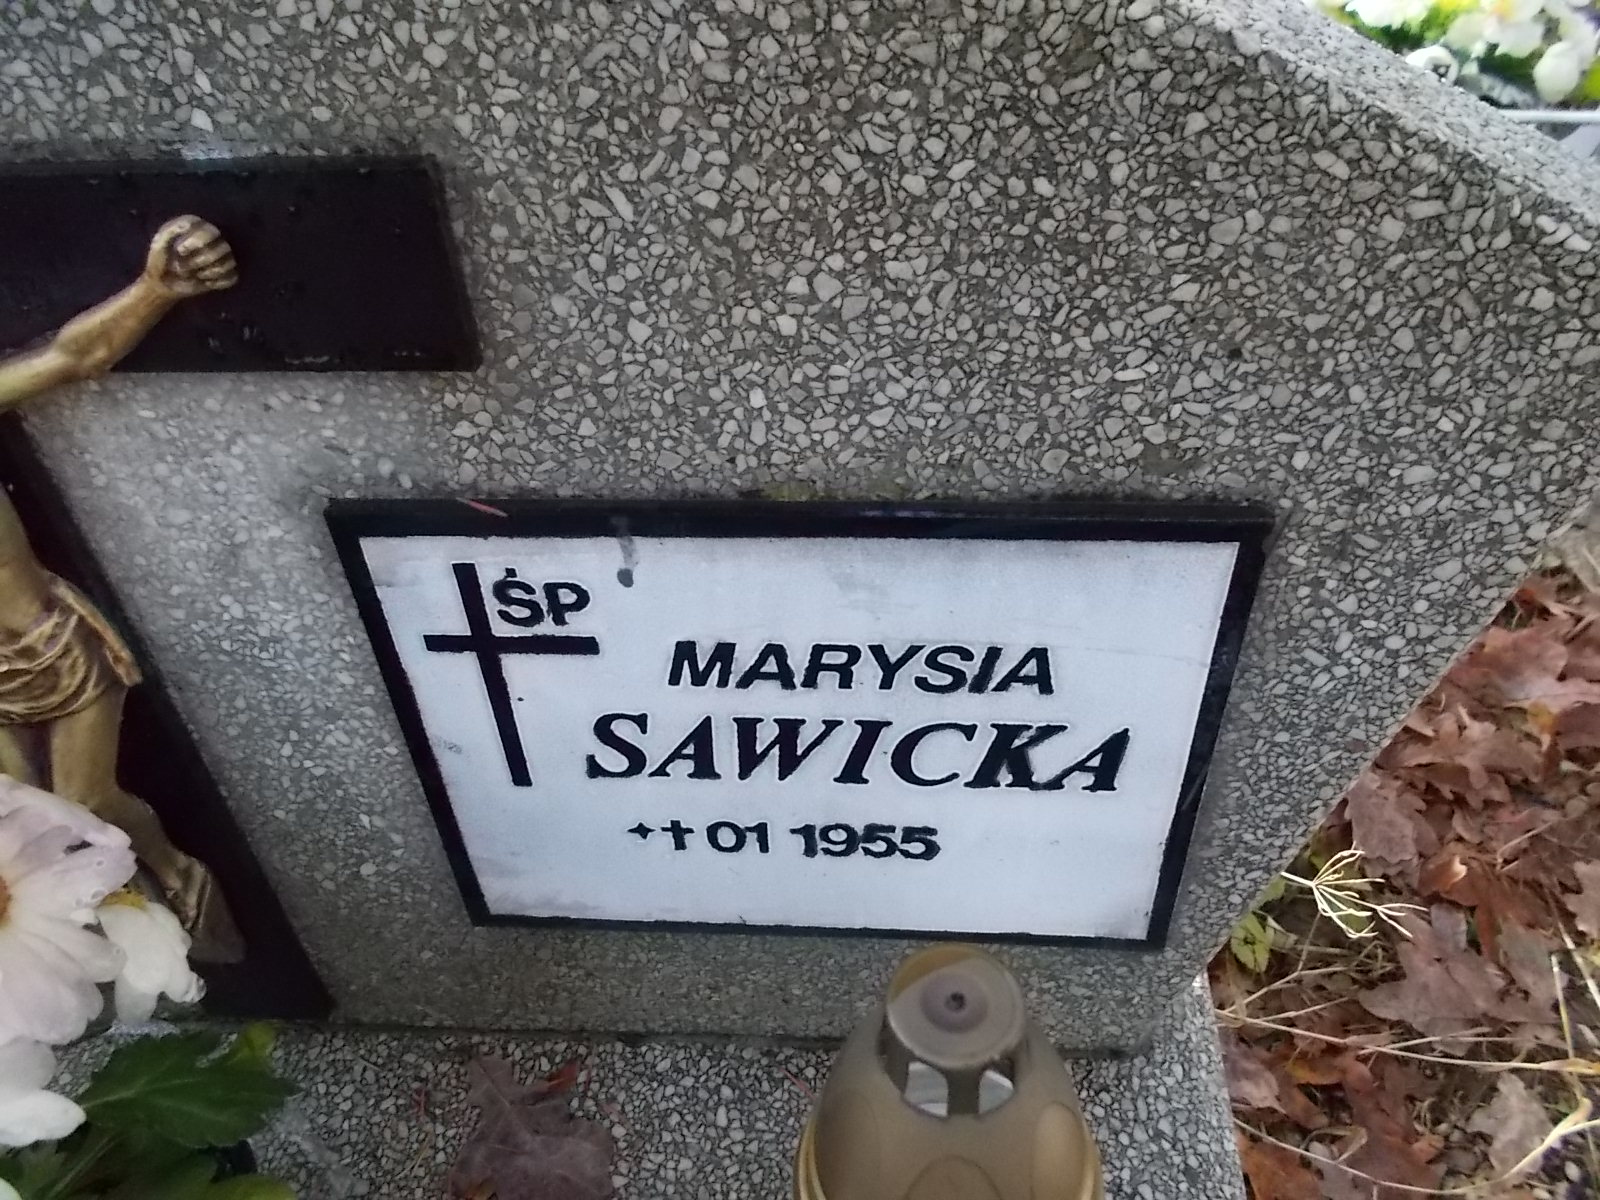 ŚP
MARYSIA
SAWICKA
✦✝ 01 1955